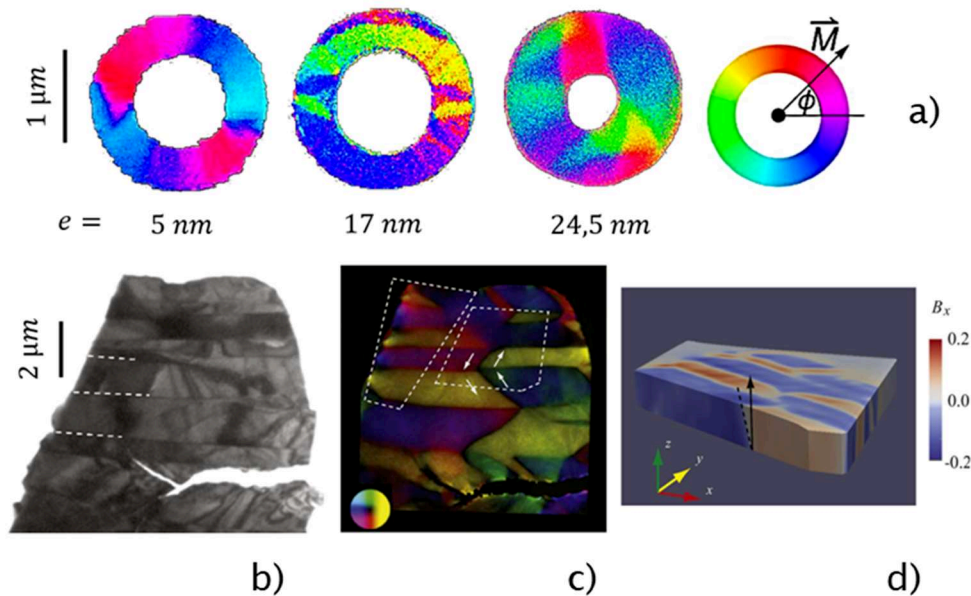 1 μm
M
ϕ
a)
e =
5 nm
17 nm
24,5 nm
2 μm
B_x
0.2
0.0
-0.2
z
y
x
b)
c)
d)